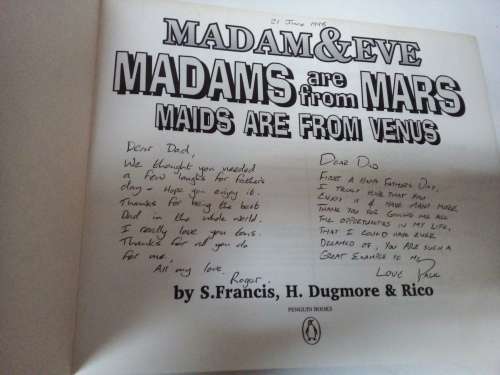 21 June 1998
MADAM & EVE
MADAMS are from MARS
MAIDS ARE FROM VENUS
Dear Dad,
We thought you needed
a few laughs for father's
day - Hope you enjoy it.
Thanks for being the best
Dad in the whole world.
I really love you tons.
Thanks for all you do
for me,
All my love,
Roger.
DEAR DAD
FIRST A HAPPY FATHERS DAY,
I TRULY HOPE THAT YOU
ENJOY IT & HAVE MANY MORE
THANK YOU FOR GIVING ME ALL
THE OPPORTUNITIES IN MY LIFE,
THAT I COULD HAVE EVER
DREAMED OF, YOU ARE SUCH A
GREAT EXAMPLE TO ME
LOVE
by S.Francis, H. Dugmore & Rico
PENGUIN BOOKS